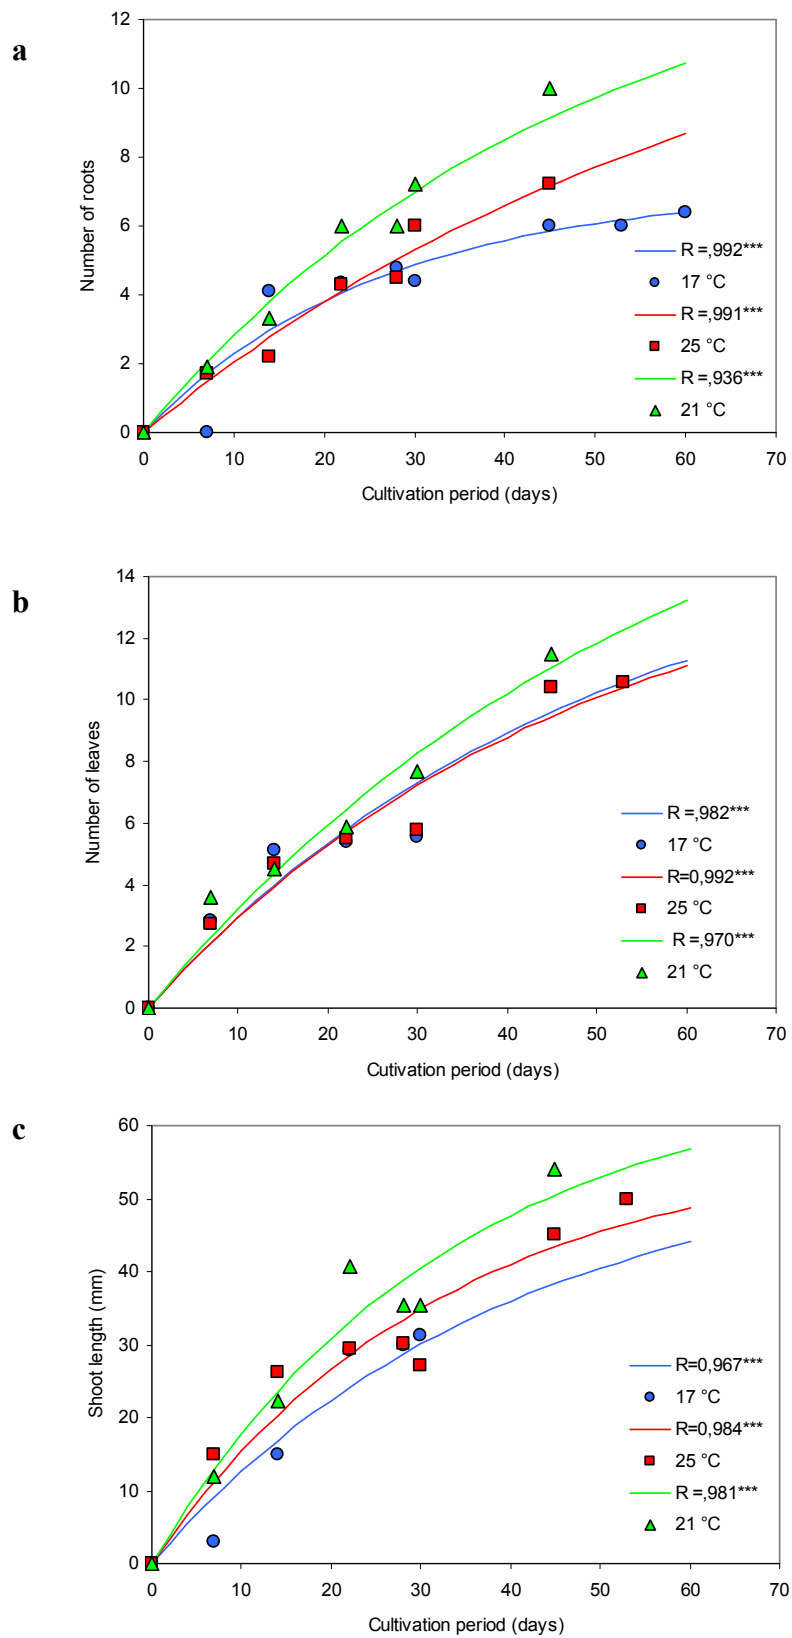 a
12
10
8
6
4
2
0
Number of roots
R =,992***
17 °C
R =,991***
25 °C
R =,936***
21 °C
0 10 20 30 40 50 60 70
Cultivation period (days)
b
14
12
10
8
6
4
2
0
Number of leaves
R =,982***
17 °C
R=0,992***
25 °C
R =,970***
21 °C
0 10 20 30 40 50 60 70
Cutivation period (days)
c
60
50
40
30
20
10
0
Shoot length (mm)
R=0,967***
17 °C
R=0,984***
25 °C
R =,981***
21 °C
0 10 20 30 40 50 60 70
Cultivation period (days)